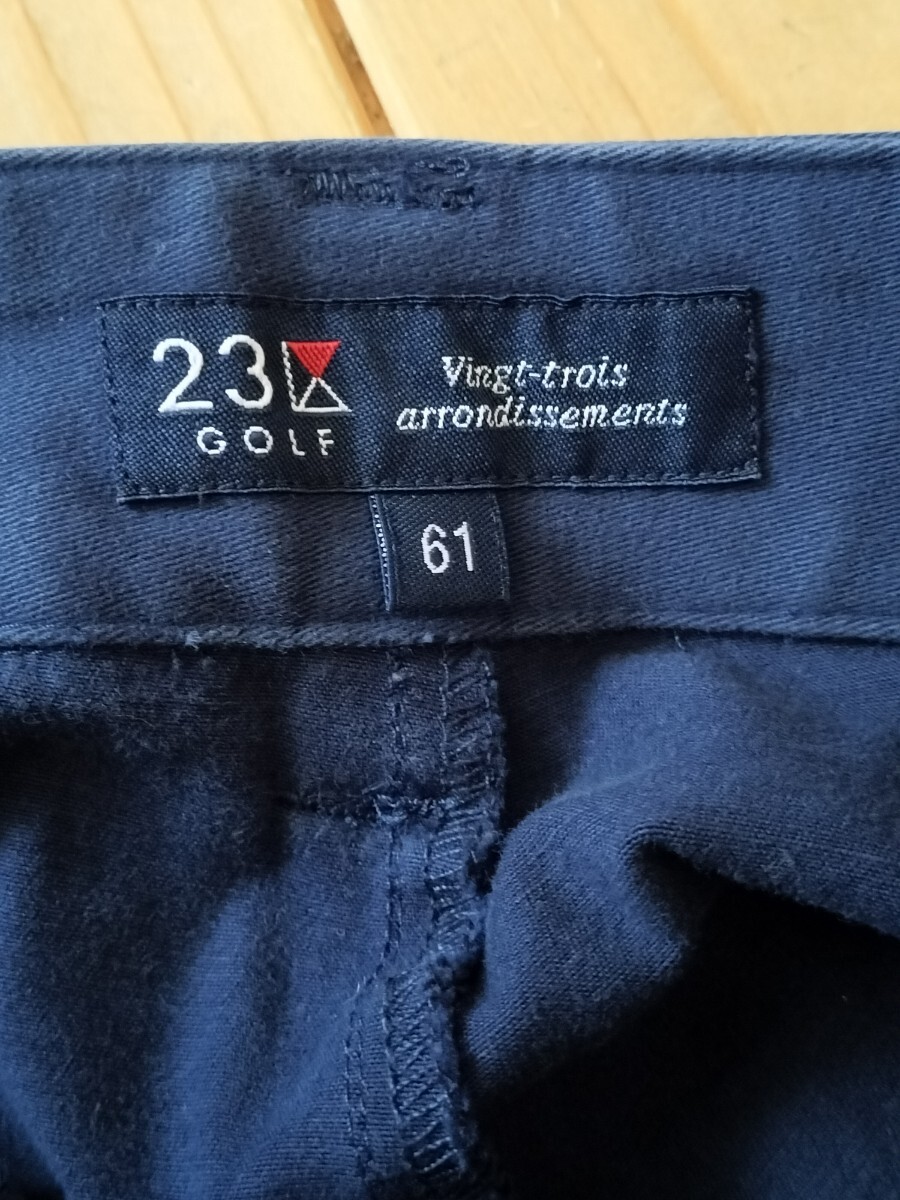 23
GOLF
Vingt-trois
arrondissements
61